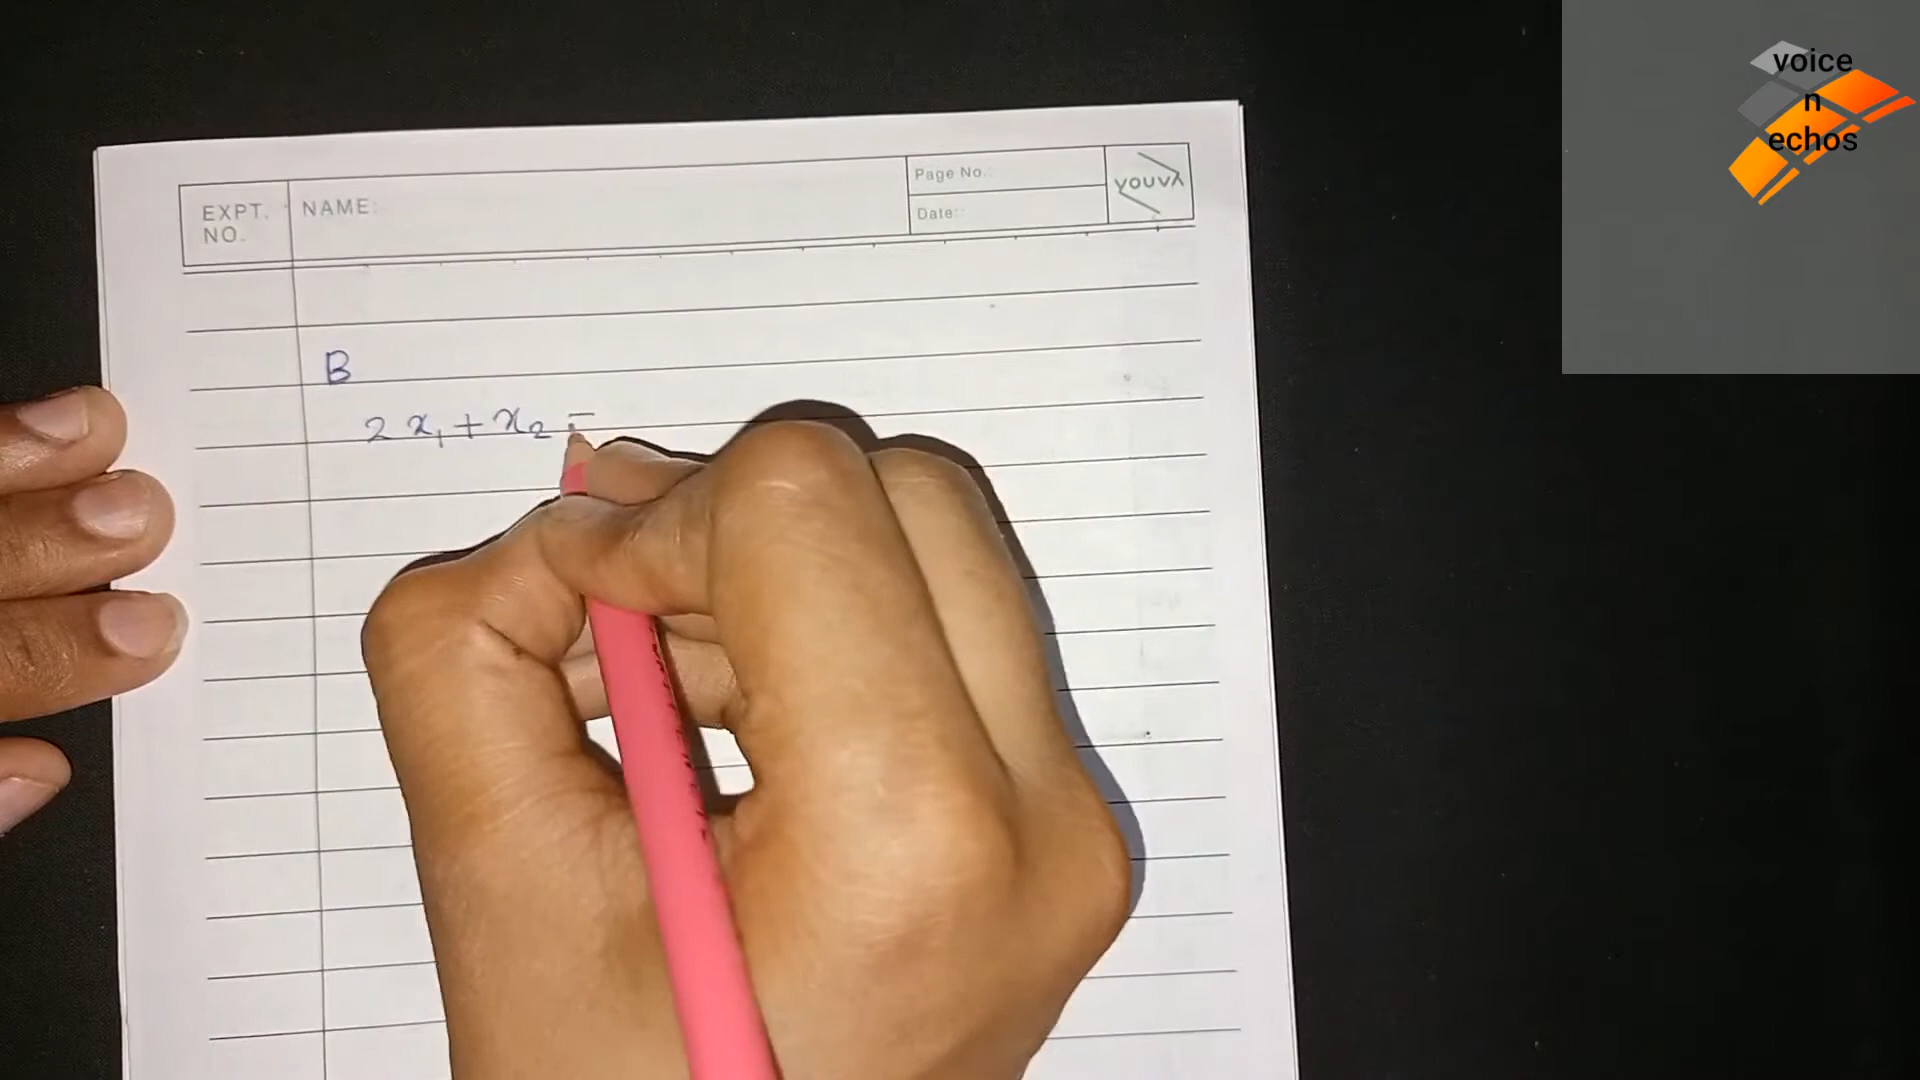 voice
n
echos
EXPT. NO.
NAME:
Page No.:
Date:
YOUVA
B
2x₁ + x₂ =